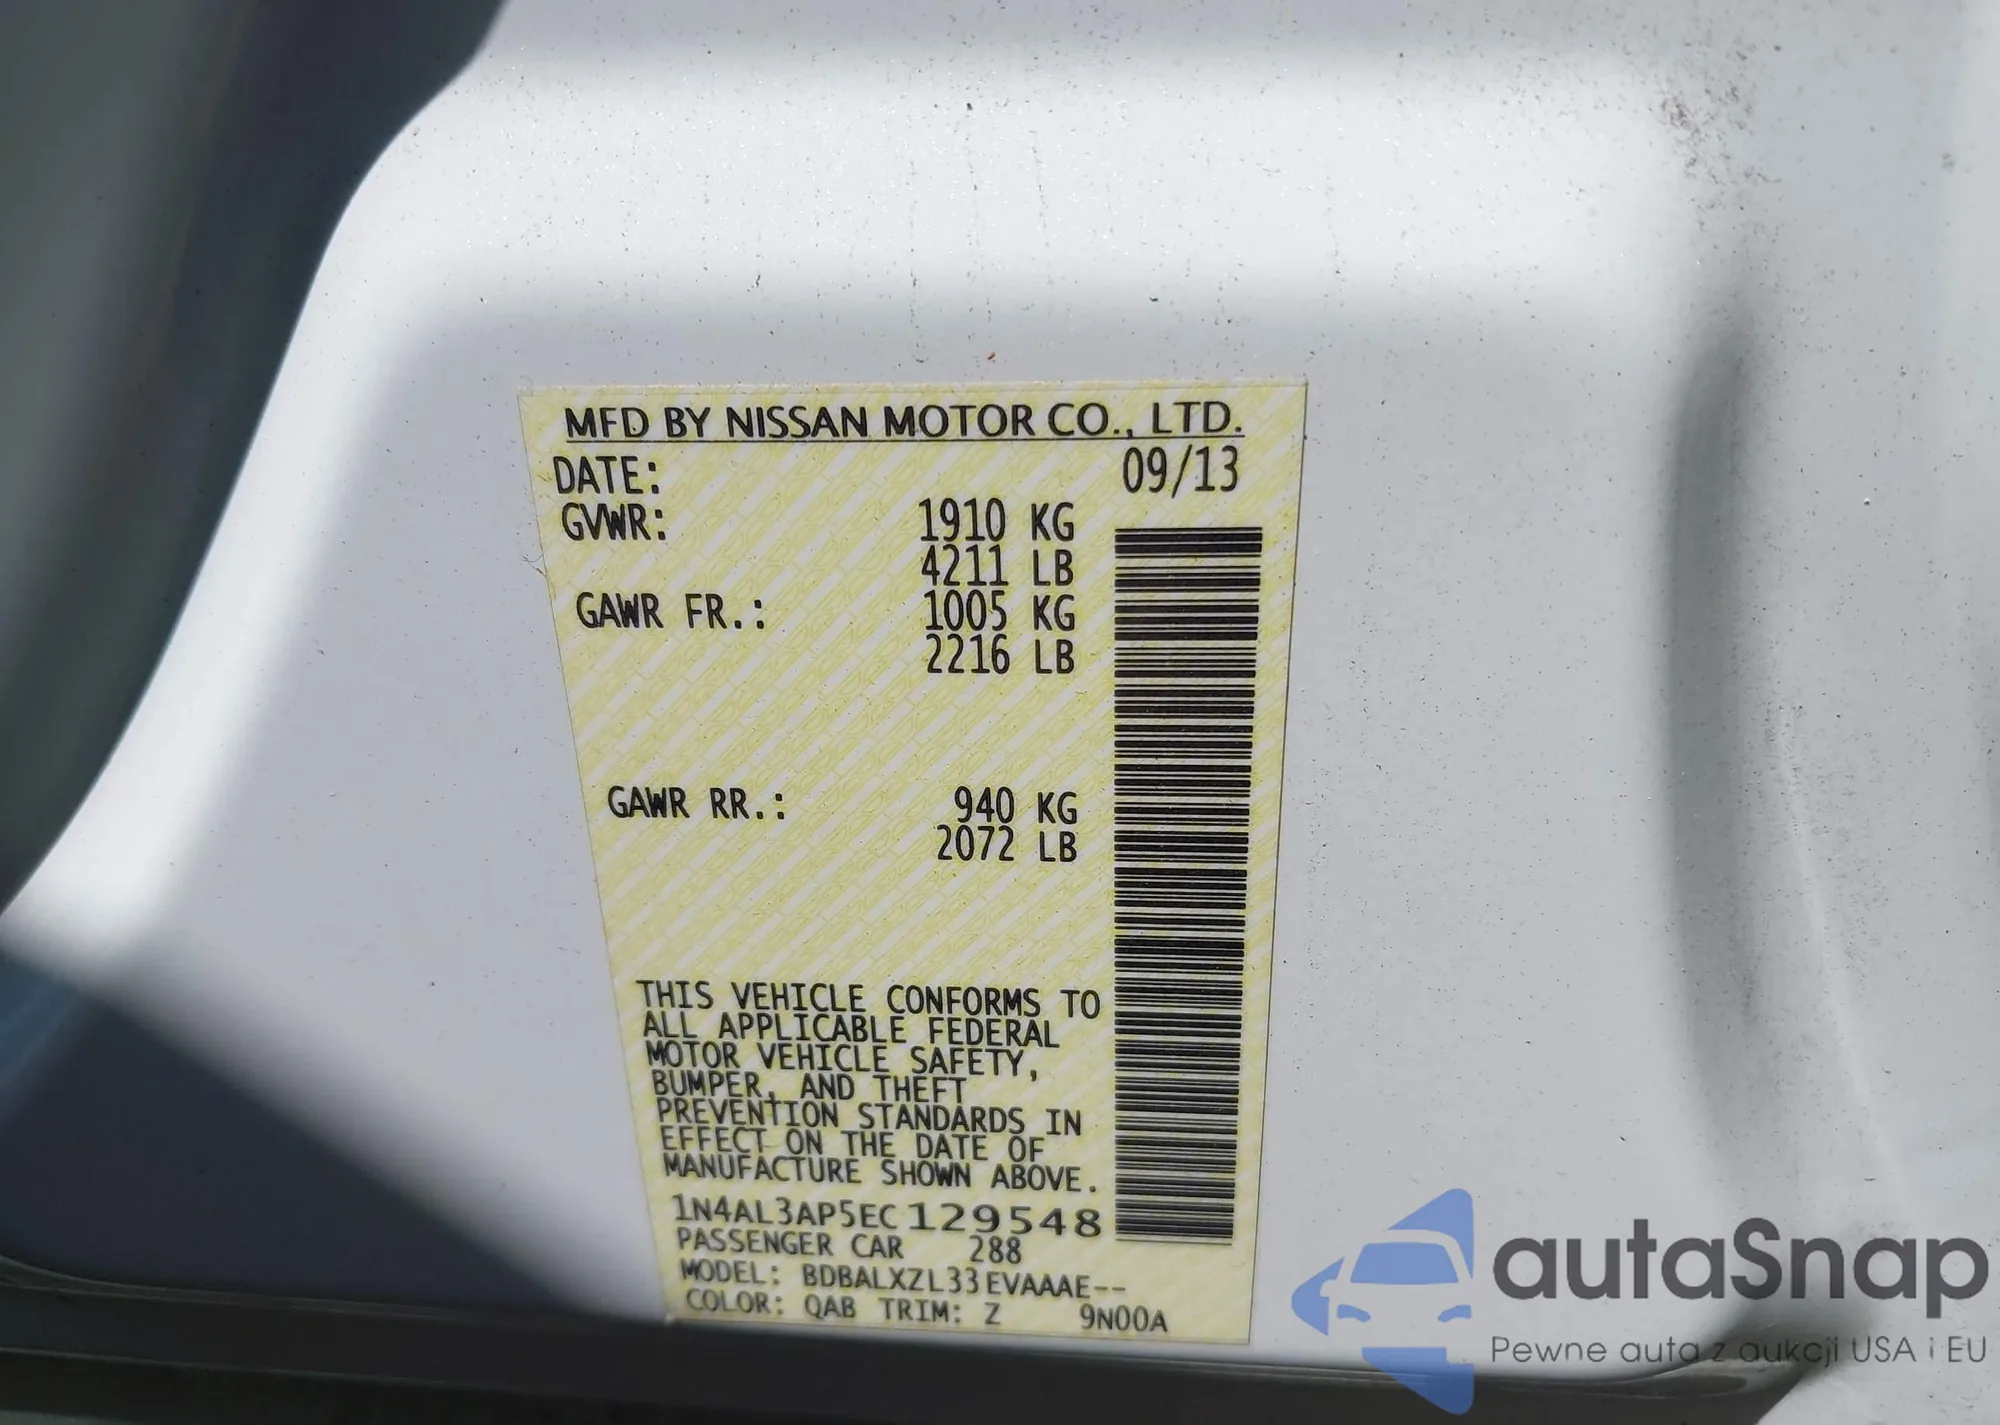 MFD BY NISSAN MOTOR CO., LTD.
DATE: 09/13
GVWR: 1910 KG
4211 LB
GAWR FR.: 1005 KG
2216 LB
GAWR RR.: 940 KG
2072 LB
THIS VEHICLE CONFORMS TO
ALL APPLICABLE FEDERAL
MOTOR VEHICLE SAFETY,
BUMPER, AND THEFT
PREVENTION STANDARDS IN
EFFECT ON THE DATE OF
MANUFACTURE SHOWN ABOVE.
1N4AL3AP5EC129548
PASSENGER CAR 288
MODEL: BDBALXZL33EVAAAE--
COLOR: QAB TRIM: Z 9N00A
autaSnap
Pewne auta z aukcji USA i EU